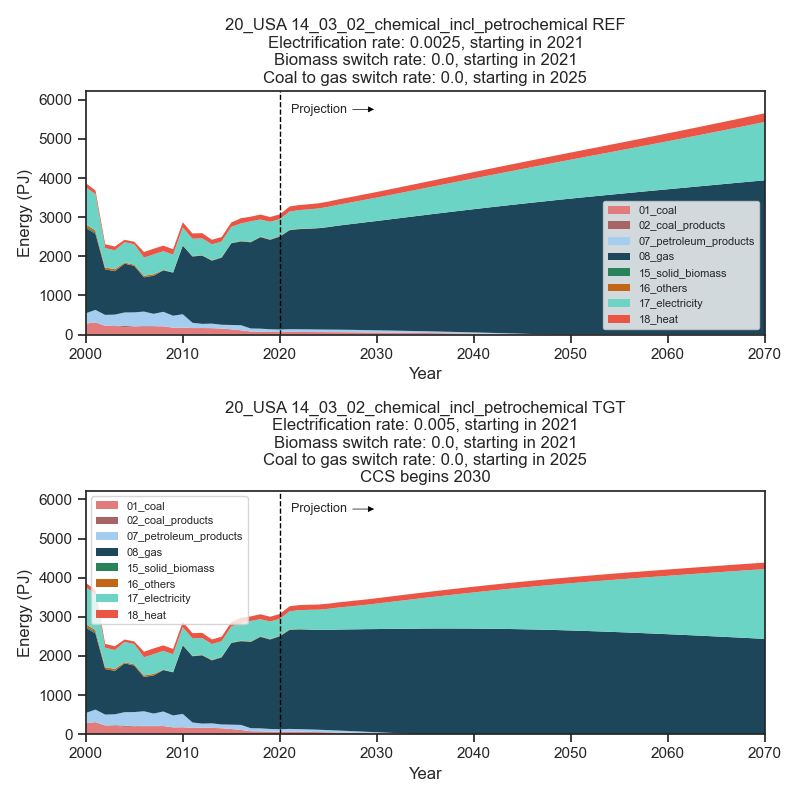 20_USA 14_03_02_chemical_incl_petrochemical REF
Electrification rate: 0.0025, starting in 2021
Biomass switch rate: 0.0, starting in 2021
Coal to gas switch rate: 0.0, starting in 2025
6000
5000
4000
3000
2000
1000
0
Energy (PJ)
Projection
01_coal
02_coal_products
07_petroleum_products
08_gas
15_solid_biomass
16_others
17_electricity
18_heat
2000 2010 2020 2030 2040 2050 2060 2070
Year
20_USA 14_03_02_chemical_incl_petrochemical TGT
Electrification rate: 0.005, starting in 2021
Biomass switch rate: 0.0, starting in 2021
Coal to gas switch rate: 0.0, starting in 2025
CCS begins 2030
6000
5000
4000
3000
2000
1000
0
Energy (PJ)
01_coal
02_coal_products
07_petroleum_products
08_gas
15_solid_biomass
16_others
17_electricity
18_heat
Projection
2000 2010 2020 2030 2040 2050 2060 2070
Year